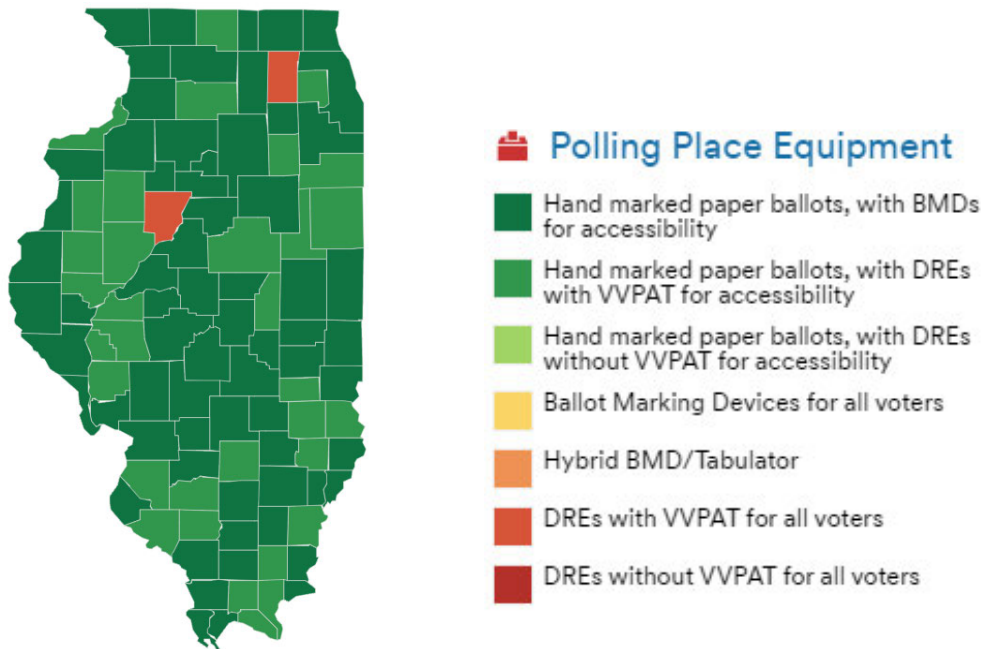 Polling Place Equipment
Hand marked paper ballots, with BMDs
for accessibility
Hand marked paper ballots, with DREs
with VVPAT for accessibility
Hand marked paper ballots, with DREs
without VVPAT for accessibility
Ballot Marking Devices for all voters
Hybrid BMD/Tabulator
DREs with VVPAT for all voters
DREs without VVPAT for all voters